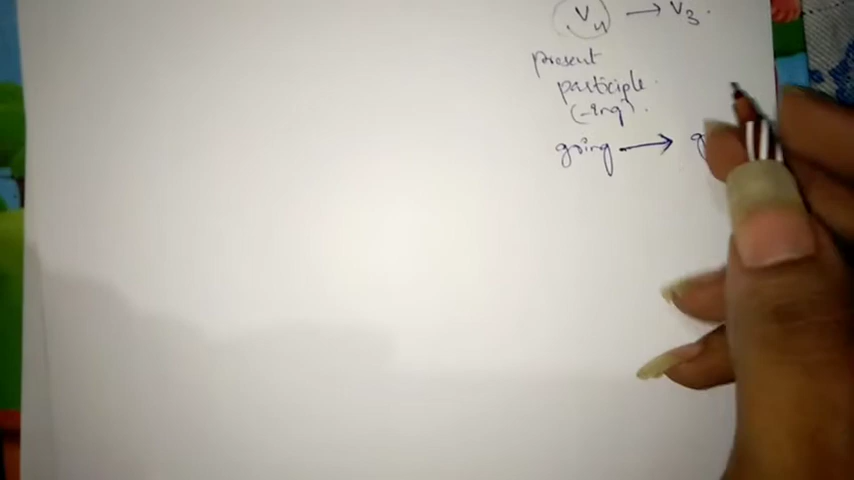 V4 → V3.
present
participle.
(-ing).
going → g